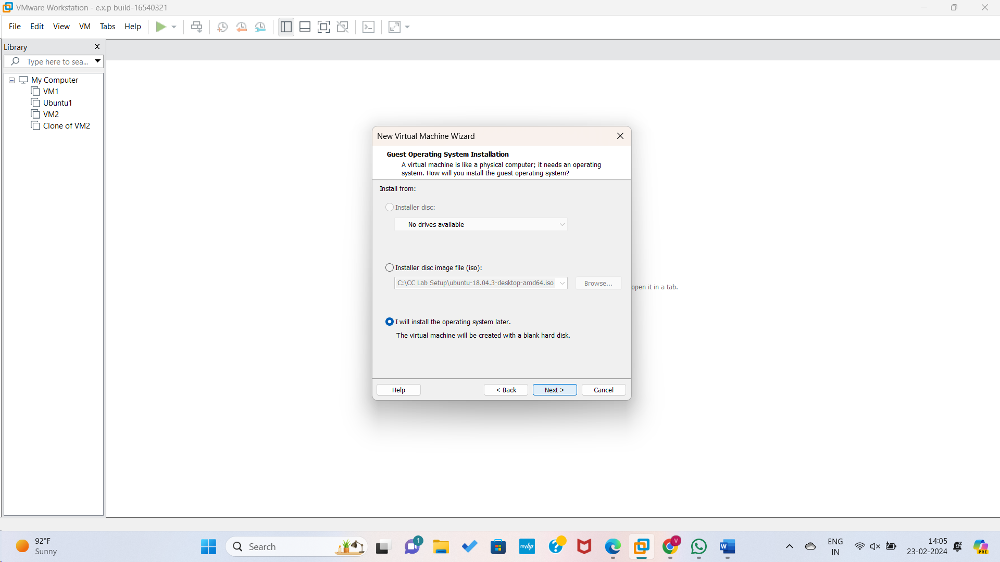 VMware Workstation - e.x.p build-16540321
File Edit View VM Tabs Help
Library
Type here to sea...
My Computer
VM1
Ubuntu1
VM2
Clone of VM2
New Virtual Machine Wizard
Guest Operating System Installation
A virtual machine is like a physical computer; it needs an operating
system. How will you install the guest operating system?
Install from:
Installer disc:
No drives available
Installer disc image file (iso):
C:\CC Lab Setup\ubuntu-18.04.3-desktop-amd64.iso
Browse...
open it in a tab.
I will install the operating system later.
The virtual machine will be created with a blank hard disk.
Help < Back Next > Cancel
92°F
Sunny
Search
1
myhp
V
ENG
IN
14:05
23-02-2024
PRE